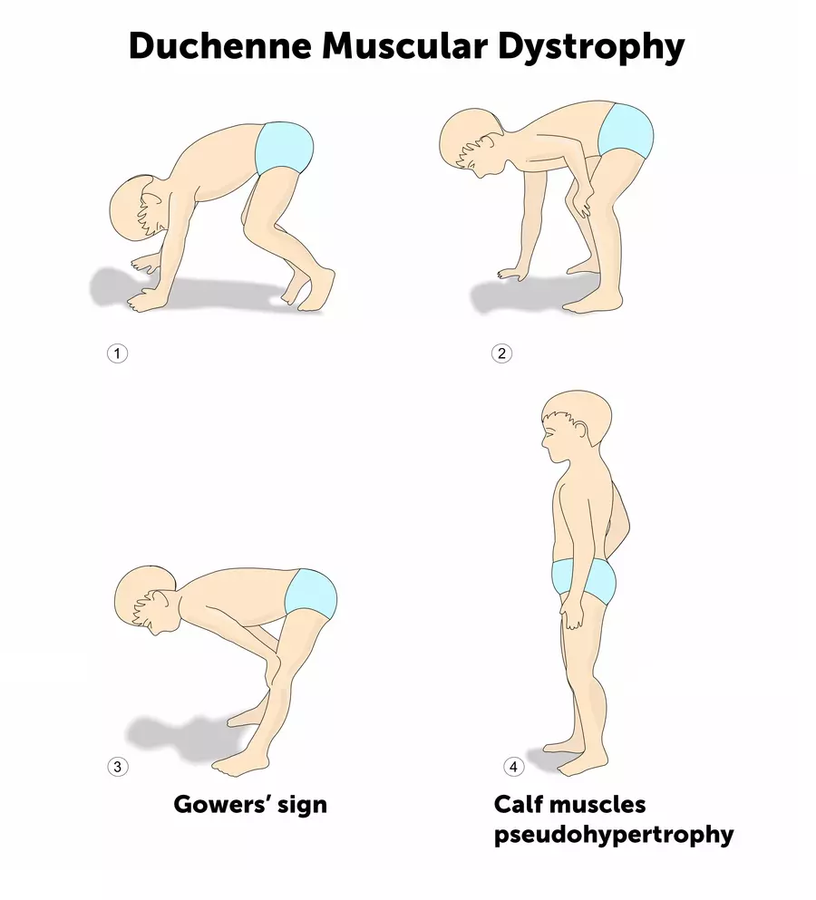 Duchenne Muscular Dystrophy
1
2
3
4
Gowers’ sign
Calf muscles
pseudohypertrophy